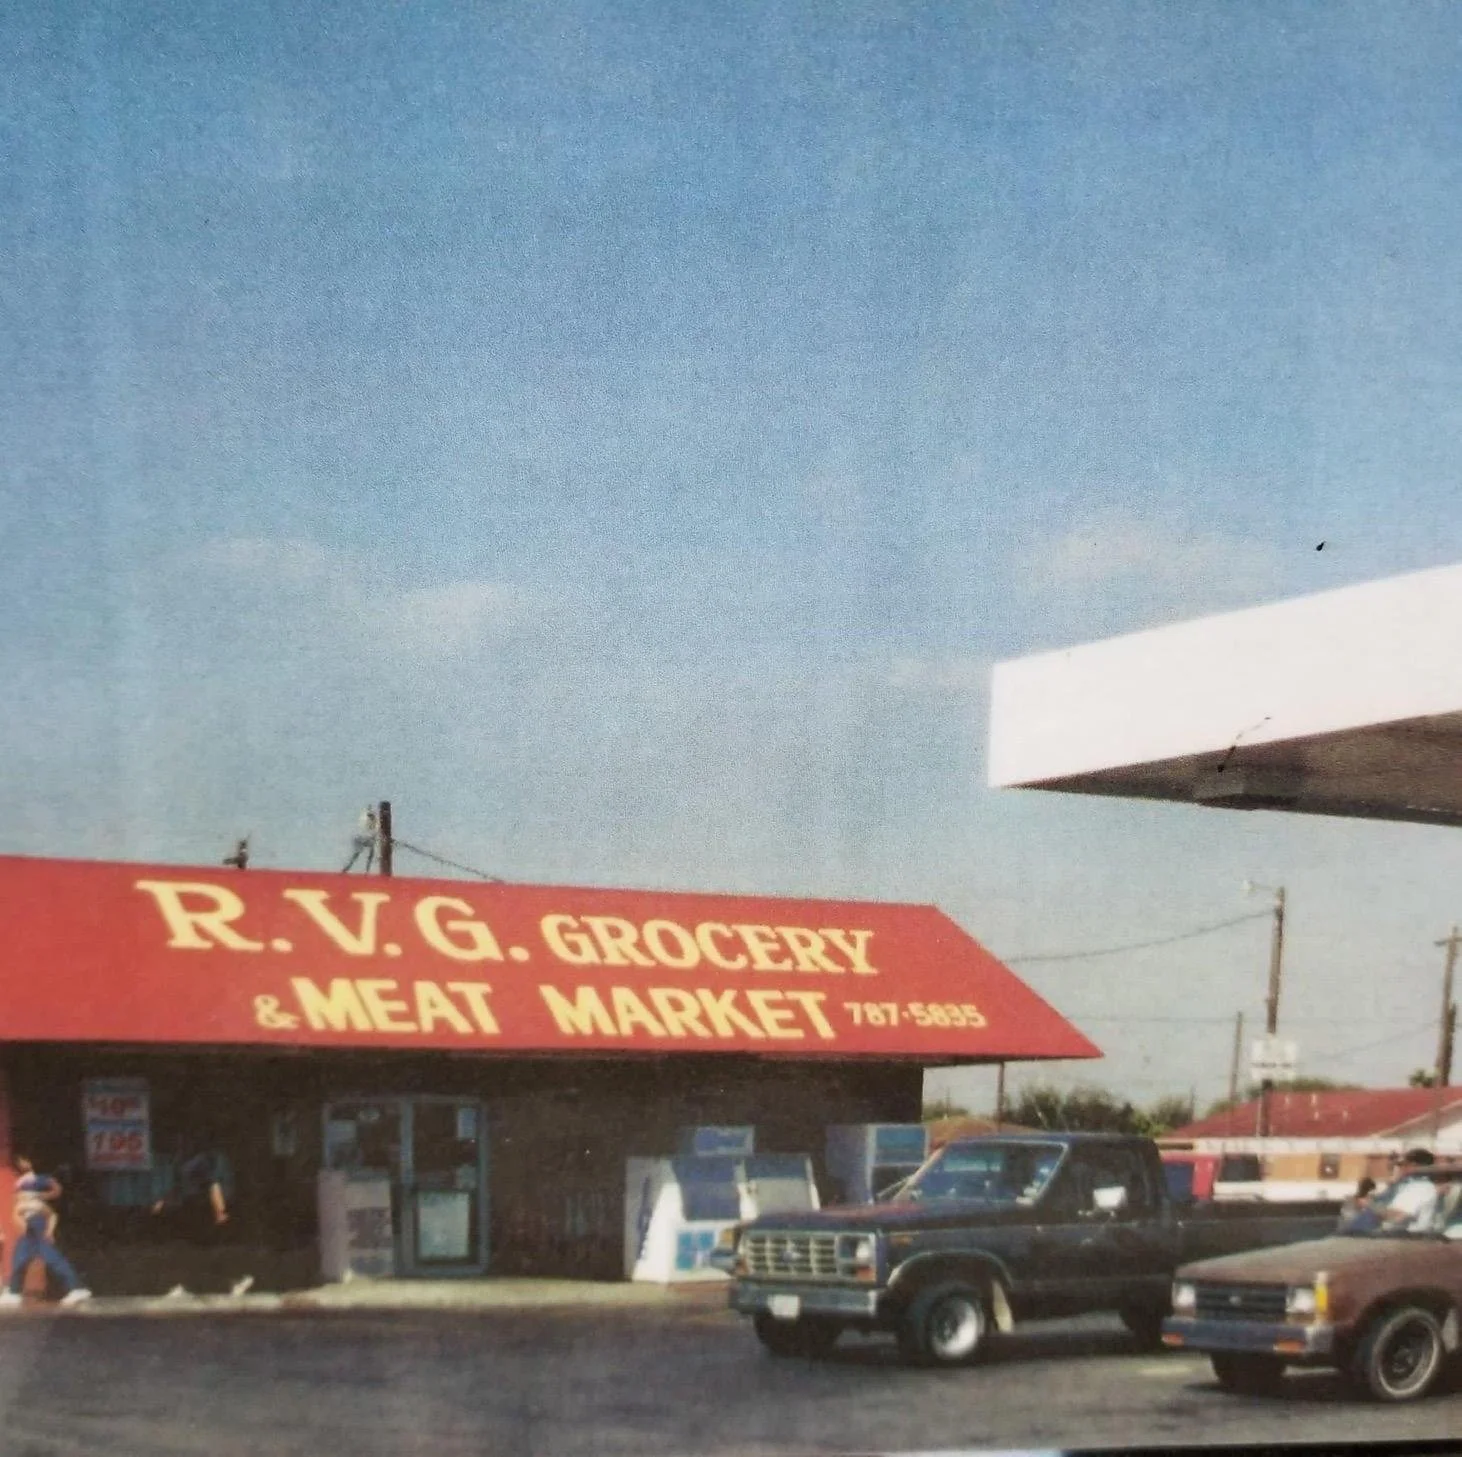 R.V.G. GROCERY
& MEAT MARKET 787-5835